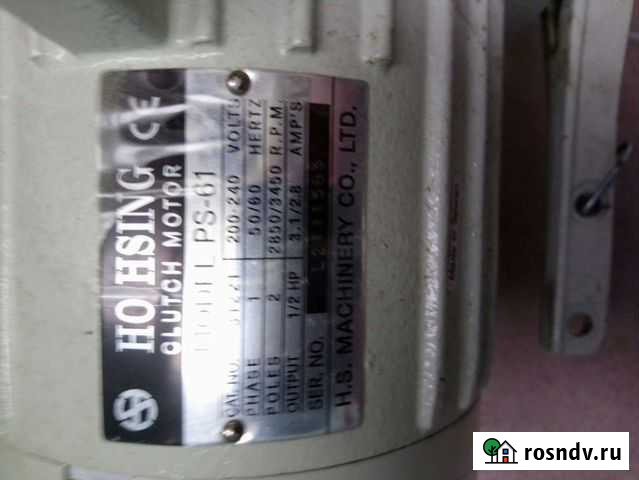 HO HSING CE
CLUTCH MOTOR
MODEL PS-61
CAT. NO. 200-240 VOLTS
PHASE 1 50/60 HERTZ
POLES 2 2850/3450 R.P.M.
OUTPUT 1/2 HP 3.1/2.8 AMP'S
SER. NO.
H.S. MACHINERY CO., LTD.
rosndv.ru